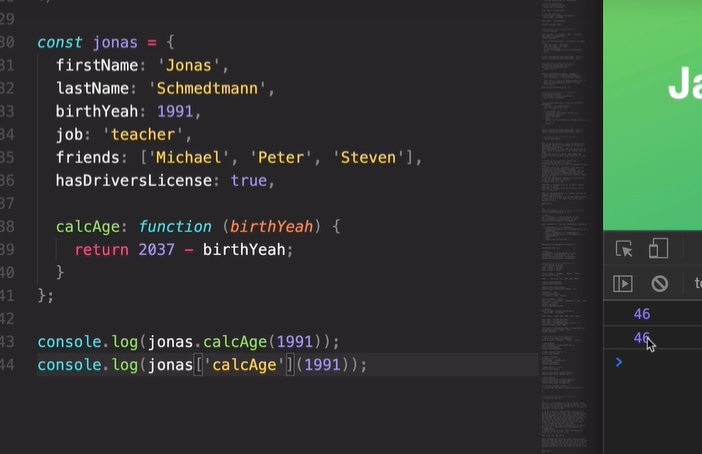 29
30 const jonas = {
31 firstName: 'Jonas',
32 lastName: 'Schmedtmann',
33 birthYeah: 1991,
34 job: 'teacher',
35 friends: ['Michael', 'Peter', 'Steven'],
36 hasDriversLicense: true,
37
38 calcAge: function (birthYeah) {
39 return 2037 - birthYeah;
40 }
41 };
42
43 console.log(jonas.calcAge(1991));
44 console.log(jonas['calcAge'](1991));
Ja
to
46
46